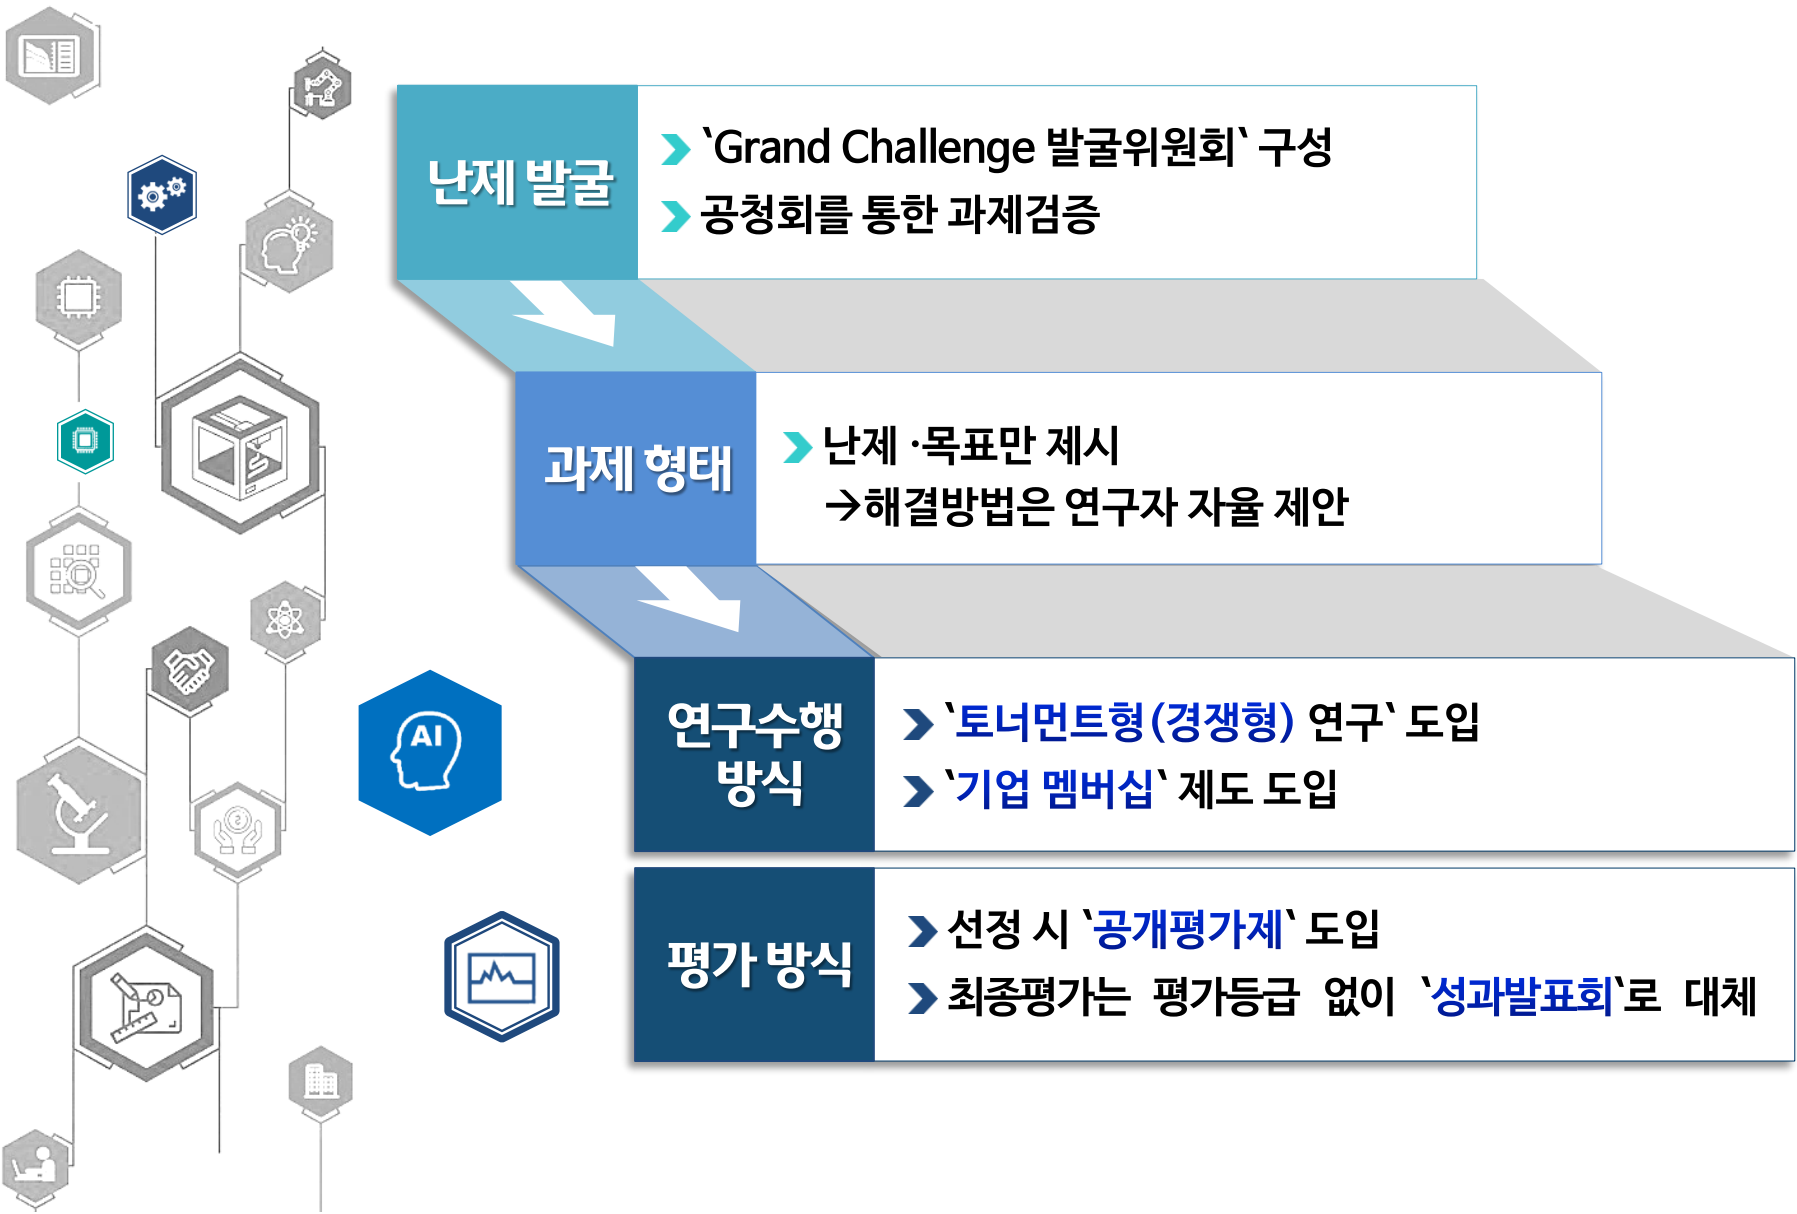 난제 발굴
‵Grand Challenge 발굴위원회‵ 구성
공청회를 통한 과제검증
과제 형태
난제 ·목표만 제시
→해결방법은 연구자 자율 제안
연구수행
방식
‵토너먼트형(경쟁형) 연구‵ 도입
‵기업 멤버십‵ 제도 도입
AI
평가 방식
선정 시 ‵공개평가제‵ 도입
최종평가는 평가등급 없이 ‵성과발표회‵로 대체